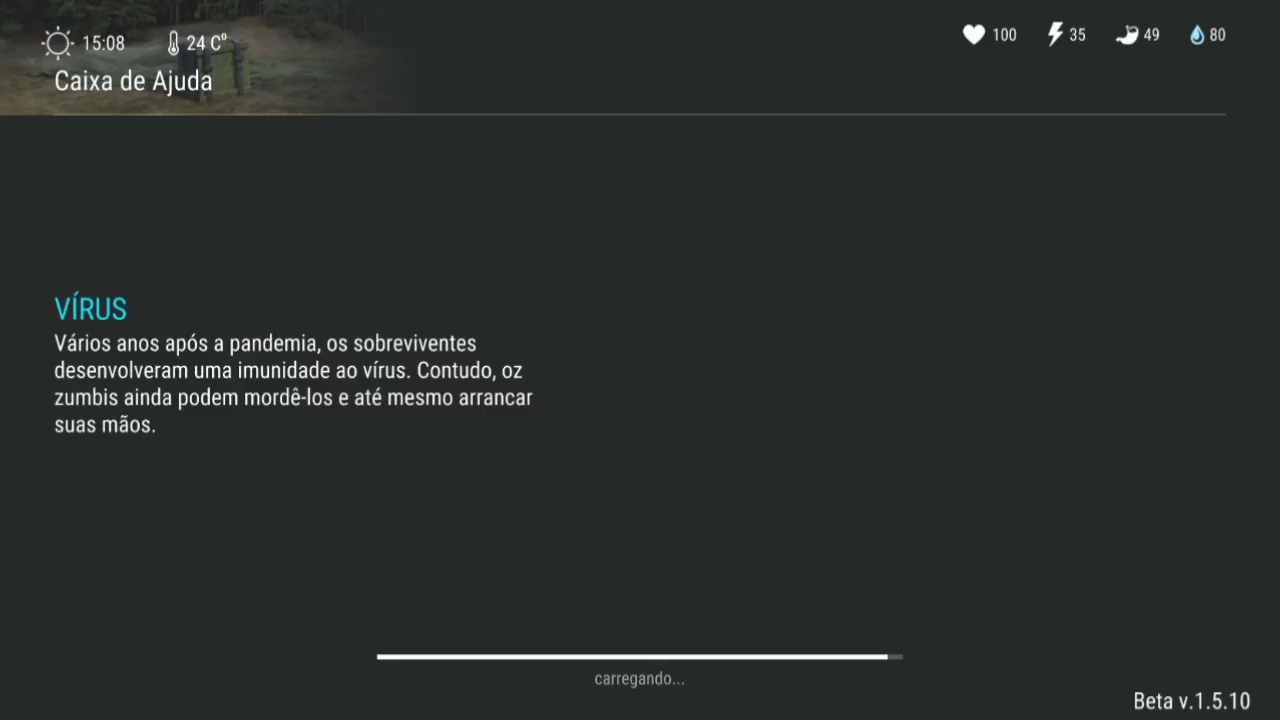 15:08 24 Cº
100 35 49 80
Caixa de Ajuda
VÍRUS
Vários anos após a pandemia, os sobreviventes
desenvolveram uma imunidade ao vírus. Contudo, oz
zumbis ainda podem mordê-los e até mesmo arrancar
suas mãos.
carregando...
Beta v.1.5.10